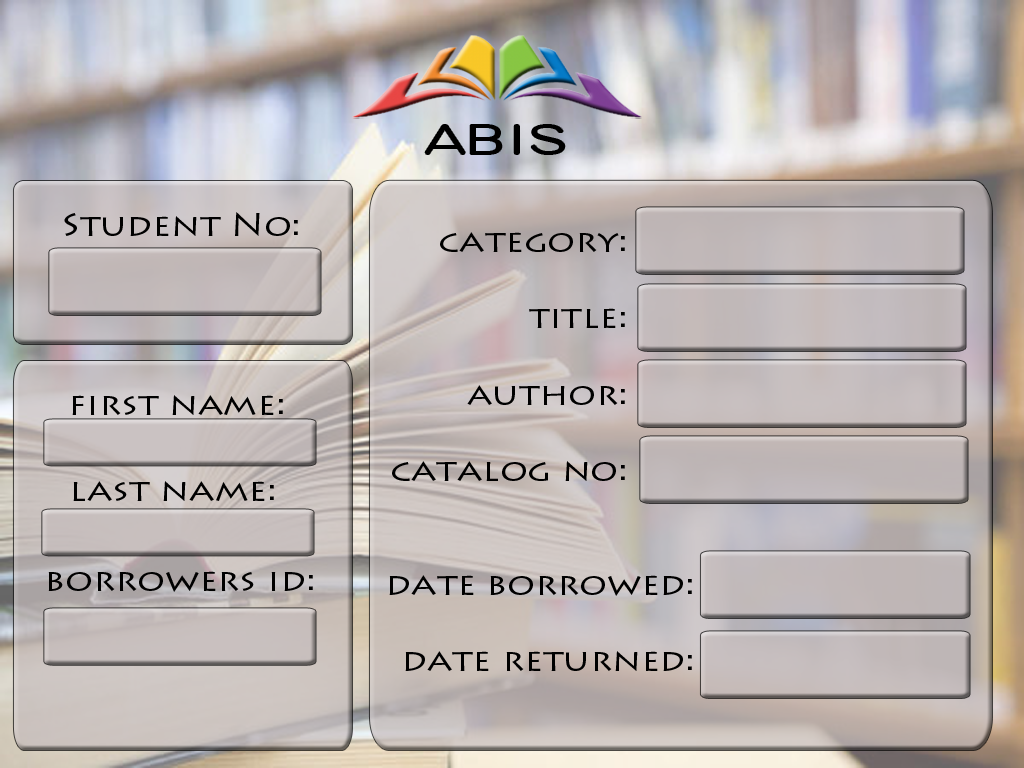 ABIS
Student No:
FIRST NAME:
LAST NAME:
BORROWERS ID:
CATEGORY:
TITLE:
AUTHOR:
CATALOG NO:
DATE BORROWED:
DATE RETURNED: